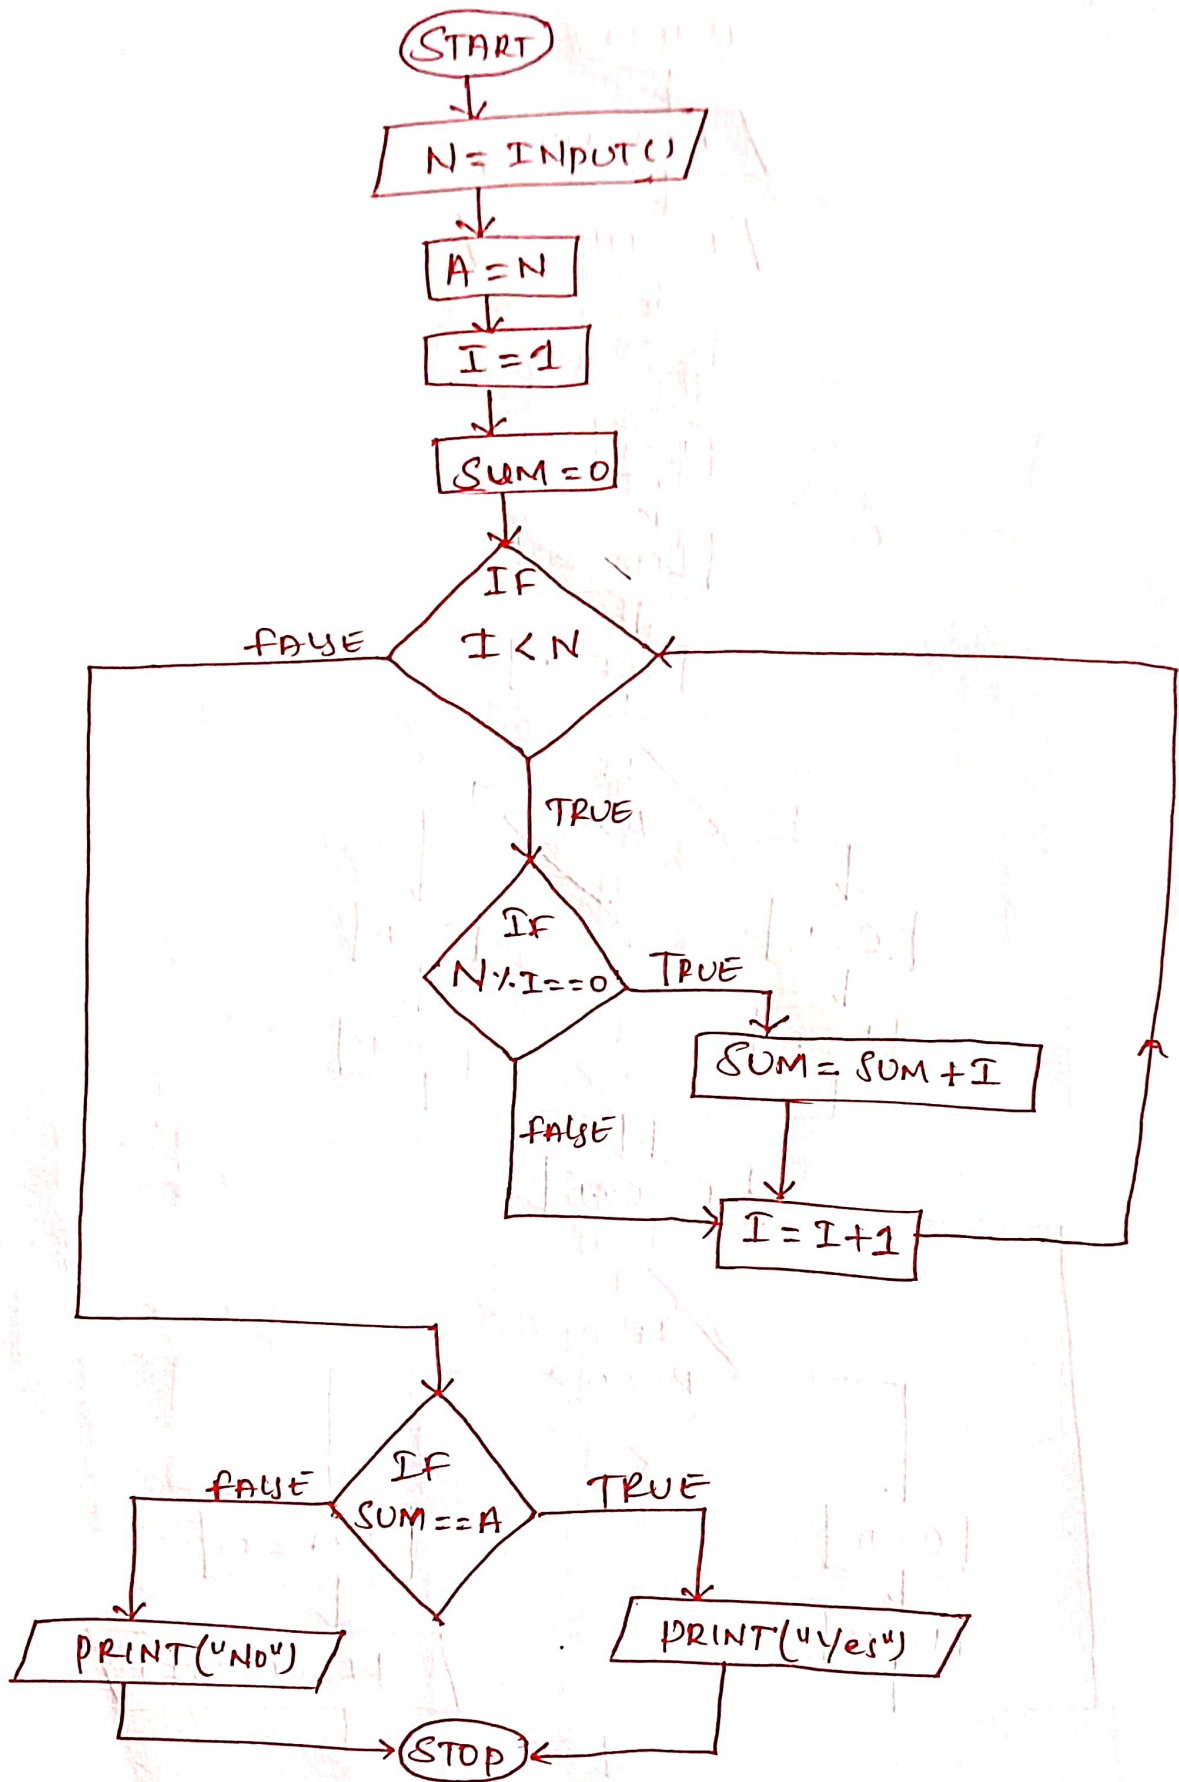 START
N = INPUT()
A = N
I = 1
SUM = 0
IF
I < N
FALSE
TRUE
IF
N%I==0
TRUE
SUM = SUM + I
FALSE
I = I+1
IF
SUM == A
FALSE
TRUE
PRINT("No")
PRINT("Yes")
STOP